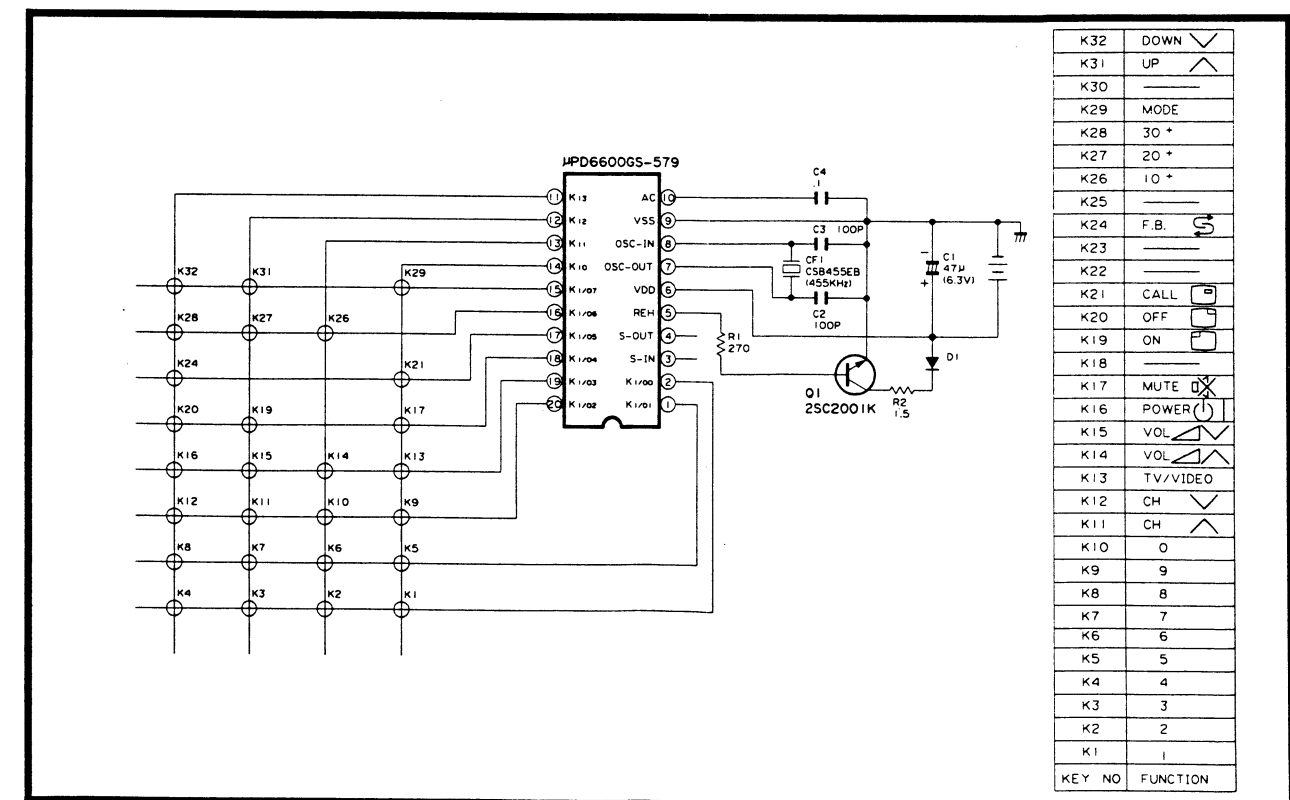 μPD6600GS-579
11 K13
12 K12
13 K11
14 K10
15 K1/07
16 K1/06
17 K1/05
18 K1/04
19 K1/03
20 K1/02
AC 10
VSS 9
OSC-IN 8
OSC-OUT 7
VDD 6
REH 5
S-OUT 4
S-IN 3
K1/00 2
K1/01 1
C4
.1
C3 100P
CF1
CSB455EB
(455KHz)
C2
100P
- C1
47μ
+ (6.3V)
R1
270
D1
Q1
2SC2001K
R2
1.5
K32 K31 K29
K28 K27 K26
K24 K21
K20 K19 K17
K16 K15 K14 K13
K12 K11 K10 K9
K8 K7 K6 K5
K4 K3 K2 K1
K32 DOWN
K31 UP
K30
K29 MODE
K28 30 +
K27 20 +
K26 10 +
K25
K24 F.B.
K23
K22
K21 CALL
K20 OFF
K19 ON
K18
K17 MUTE
K16 POWER
K15 VOL
K14 VOL
K13 TV/VIDEO
K12 CH
K11 CH
K10 0
K9 9
K8 8
K7 7
K6 6
K5 5
K4 4
K3 3
K2 2
K1 1
KEY NO FUNCTION